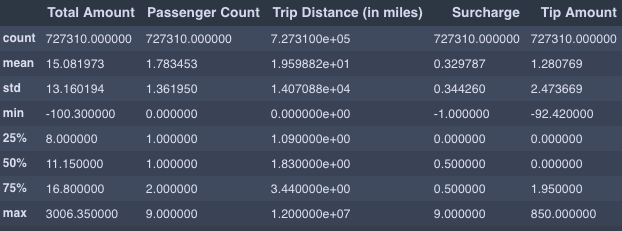 Total Amount Passenger Count Trip Distance (in miles) Surcharge Tip Amount
count 727310.000000 727310.000000 7.273100e+05 727310.000000 727310.000000
mean 15.081973 1.783453 1.959882e+01 0.329787 1.280769
std 13.160194 1.361950 1.407088e+04 0.344260 2.473669
min -100.300000 0.000000 0.000000e+00 -1.000000 -92.420000
25% 8.000000 1.000000 1.090000e+00 0.000000 0.000000
50% 11.150000 1.000000 1.830000e+00 0.500000 0.000000
75% 16.800000 2.000000 3.440000e+00 0.500000 1.950000
max 3006.350000 9.000000 1.200000e+07 9.000000 850.000000